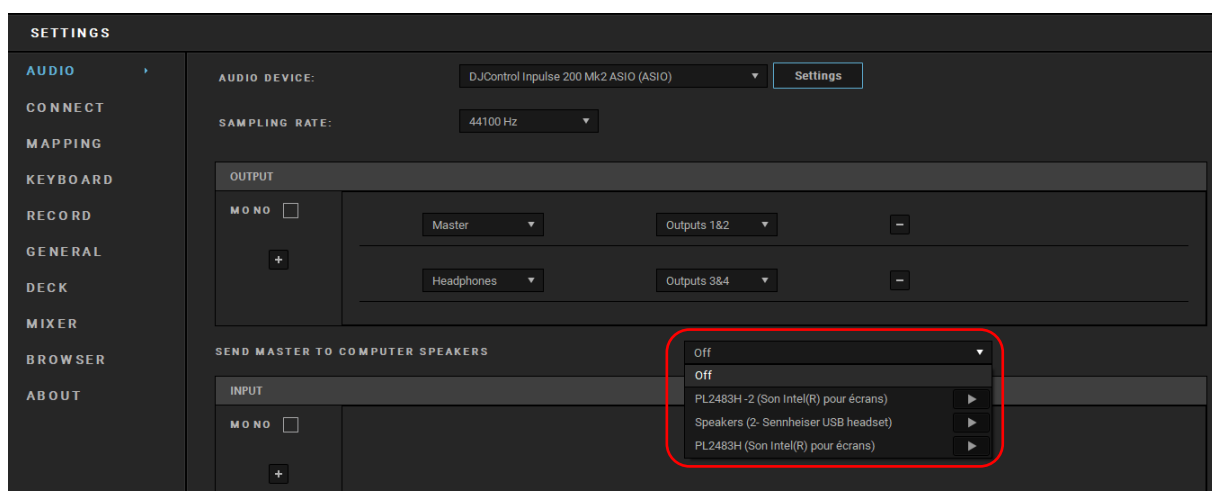 SETTINGS
AUDIO
CONNECT
MAPPING
KEYBOARD
RECORD
GENERAL
DECK
MIXER
BROWSER
ABOUT
AUDIO DEVICE: DJControl Inpulse 200 Mk2 ASIO (ASIO) Settings
SAMPLING RATE: 44100 Hz
OUTPUT
MONO
+
Master Outputs 1&2 −
Headphones Outputs 3&4 −
SEND MASTER TO COMPUTER SPEAKERS Off
Off
PL2483H -2 (Son Intel(R) pour écrans)
Speakers (2- Sennheiser USB headset)
PL2483H (Son Intel(R) pour écrans)
INPUT
MONO
+